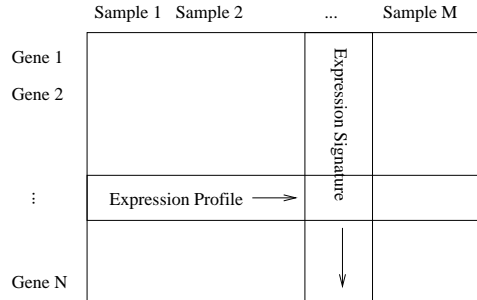 Sample 1 Sample 2 ... Sample M
Gene 1
Gene 2
Expression Signature
...
Expression Profile
Gene N